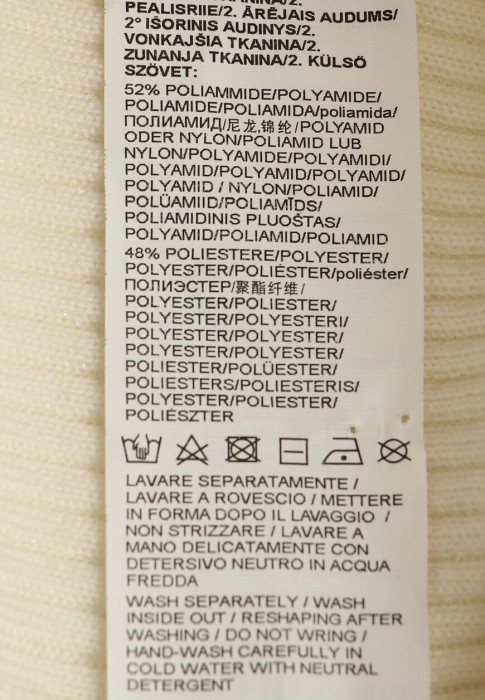 PEALISRIIE/2. ĀRĒJAIS AUDUMS/
2° IŠORINIS AUDINYS/2.
VONKAJŠIA TKANINA/2.
ZUNANJA TKANINA/2. KÜLSŐ
SZÖVET:
52% POLIAMMIDE/POLYAMIDE/
POLIAMIDE/POLIAMIDA/poliamida/
ПОЛИАМИД/尼龙,锦纶/POLYAMID
ODER NYLON/POLIAMID LUB
NYLON/POLYAMIDE/POLYAMIDI/
POLYAMID/POLYAMID/POLYAMID/
POLYAMID / NYLON/POLIAMID/
POLÜAMIID/POLIAMĪDS/
POLIAMIDINIS PLUOŠTAS/
POLYAMID/POLIAMID/POLIAMID
48% POLIESTERE/POLYESTER/
POLYESTER/POLIÉSTER/poliéster/
ПОЛИЭСТЕР/聚酯纤维/
POLYESTER/POLIESTER/
POLYESTER/POLYESTERI/
POLYESTER/POLYESTER/
POLYESTER/POLYESTER/
POLIESTER/POLÜESTER/
POLIESTERS/POLIESTERIS/
POLYESTER/POLIESTER/
POLIÉSZTER
LAVARE SEPARATAMENTE /
LAVARE A ROVESCIO / METTERE
IN FORMA DOPO IL LAVAGGIO /
NON STRIZZARE / LAVARE A
MANO DELICATAMENTE CON
DETERSIVO NEUTRO IN ACQUA
FREDDA
WASH SEPARATELY / WASH
INSIDE OUT / RESHAPING AFTER
WASHING / DO NOT WRING /
HAND-WASH CAREFULLY IN
COLD WATER WITH NEUTRAL
DETERGENT